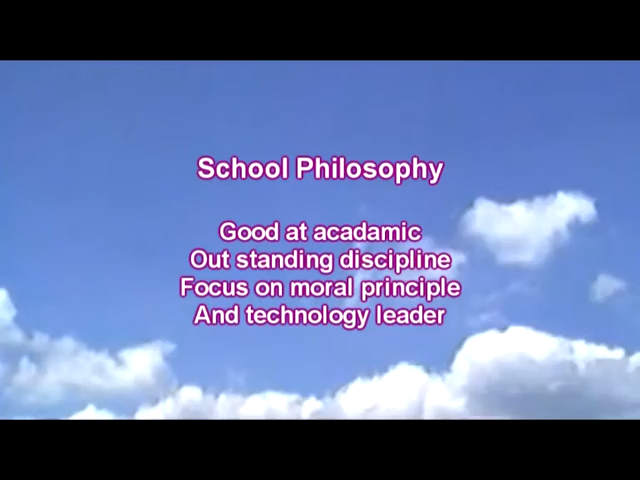 School Philosophy
Good at acadamic
Out standing discipline
Focus on moral principle
And technology leader